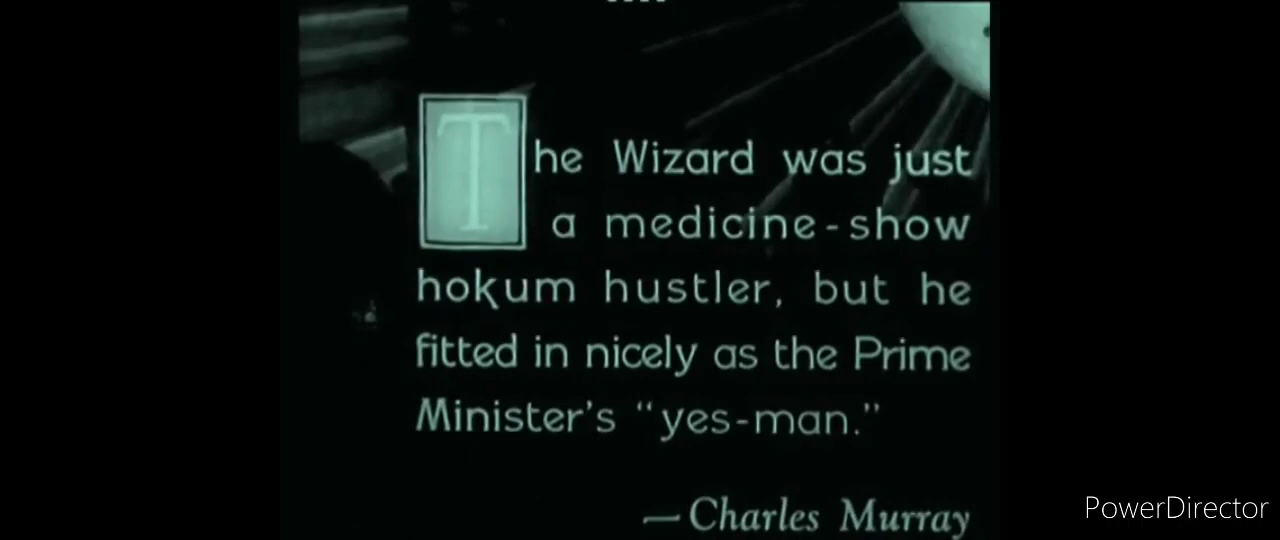 The Wizard was just
a medicine-show
hokum hustler, but he
fitted in nicely as the Prime
Minister's "yes-man."
—Charles Murray
PowerDirector